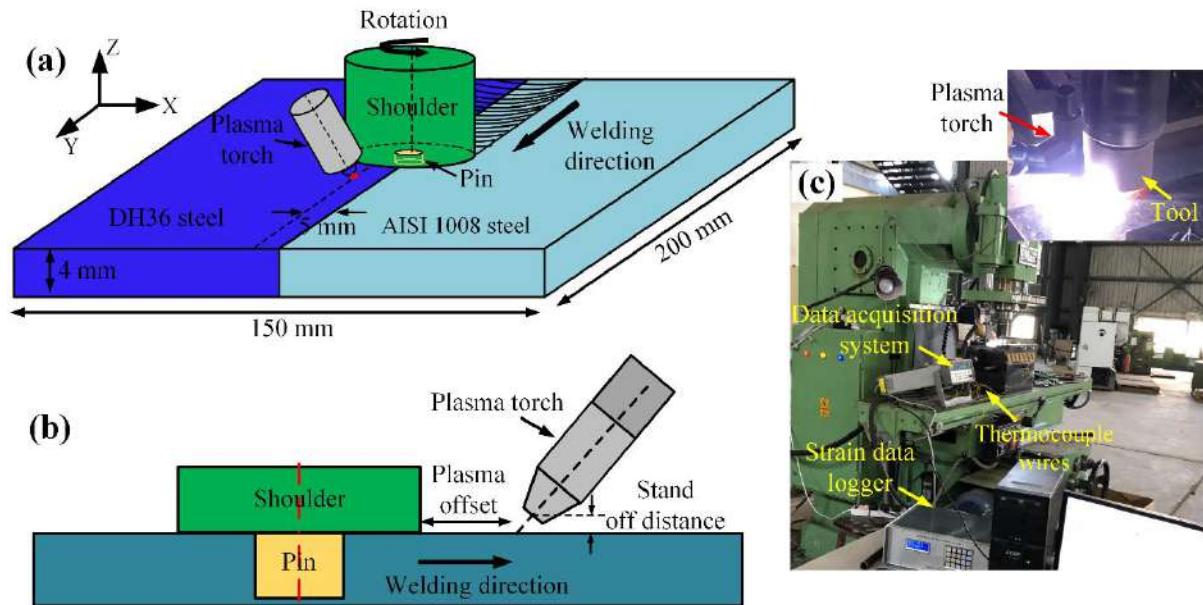 (a)
Z
X
Y
Rotation
Shoulder
Plasma
torch
Welding
direction
Pin
DH36 steel
5 mm
AISI 1008 steel
4 mm
150 mm
200 mm
(b)
Plasma torch
Shoulder
Plasma
offset
Stand
off distance
Pin
Welding direction
(c)
Plasma
torch
Tool
Data acquisition
system
Thermocouple
wires
Strain data
logger